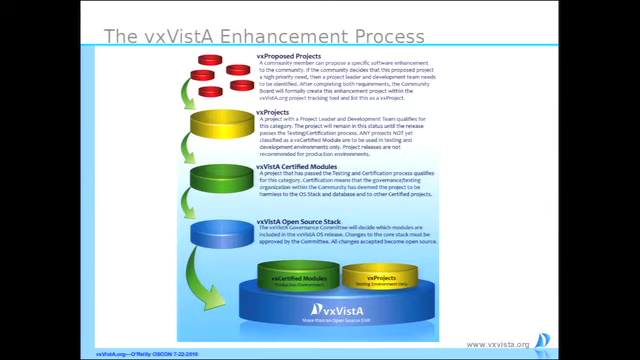 The vxVistA Enhancement Process
vxProposed Projects
A community member can propose a specific software enhancement
to the community. If the community decides that this proposed project
a high priority need, then a project leader and development team needs
to be identified. After completing both requirements, the Community
Board will formally create this enhancement project within the
vxVistA.org project tracking tool and list this as a vxProject.
vxProjects
A project with a Project Leader and Development Team qualifies for
this category. The project will remain in this status until the release
passes the Testing/Certification process. ANY projects NOT yet
classified as a vxCertified Module are to be used in testing and
development environments only. Project releases are not
recommended for production environments.
vxVistA Certified Modules
A project that has passed the Testing and Certification process qualifies
for this category. Certification means that the governance/testing
organization within the Community has deemed the project to be
harmless to the OS Stack and database and to other Certified projects.
vxVistA Open Source Stack
The vxVistA Governance Committee will decide which modules are
included in the vxVistA OS release. Changes to the core stack must be
approved by the Committee. All changes accepted become open source.
vxCertified Modules
Production Environment
vxProjects
Testing Environment Only
vxVistA
More than an Open Source EHR
www.vxvista.org
vxVistA.org—O'Reilly OSCON 7-22-2010